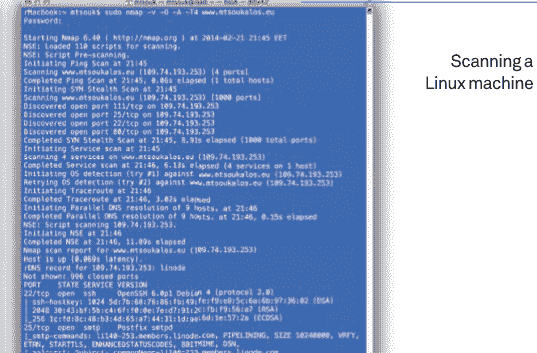 rMacBook:~ mtsouk$ sudo nmap -v -O -A -T4 www.mtsoukalos.eu
Password:
Starting Nmap 6.40 ( http://nmap.org ) at 2014-02-21 21:45 EET
NSE: Loaded 110 scripts for scanning.
NSE: Script Pre-scanning.
Initiating Ping Scan at 21:45
Scanning www.mtsoukalos.eu (109.74.193.253) [4 ports]
Completed Ping Scan at 21:45, 0.06s elapsed (1 total hosts)
Initiating SYN Stealth Scan at 21:45
Scanning www.mtsoukalos.eu (109.74.193.253) [1000 ports]
Discovered open port 111/tcp on 109.74.193.253
Discovered open port 25/tcp on 109.74.193.253
Discovered open port 22/tcp on 109.74.193.253
Discovered open port 80/tcp on 109.74.193.253
Completed SYN Stealth Scan at 21:45, 8.91s elapsed (1000 total ports)
Initiating Service scan at 21:45
Scanning 4 services on www.mtsoukalos.eu (109.74.193.253)
Completed Service scan at 21:46, 6.13s elapsed (4 services on 1 host)
Initiating OS detection (try #1) against www.mtsoukalos.eu (109.74.193.253)
Retrying OS detection (try #2) against www.mtsoukalos.eu (109.74.193.253)
Initiating Traceroute at 21:46
Completed Traceroute at 21:46, 3.02s elapsed
Initiating Parallel DNS resolution of 9 hosts. at 21:46
Completed Parallel DNS resolution of 9 hosts. at 21:46, 0.15s elapsed
NSE: Script scanning 109.74.193.253.
Initiating NSE at 21:46
Completed NSE at 21:46, 11.09s elapsed
Nmap scan report for www.mtsoukalos.eu (109.74.193.253)
Host is up (0.069s latency).
rDNS record for 109.74.193.253:
Not shown: 996 closed ports
PORT STATE SERVICE VERSION
22/tcp open ssh OpenSSH 6.0p1 Debian 4 (protocol 2.0)
| ssh-hostkey: 1024 (DSA)
| 2048 (RSA)
|_256 (ECDSA)
25/tcp open smtp Postfix smtpd
|_smtp-commands: li140-253.members.linode.com, PIPELINING, SIZE 10240000, VRFY,
ETRN, STARTTLS, ENHANCEDSTATUSCODES, 8BITMIME, DSN,
Scanning a
Linux machine